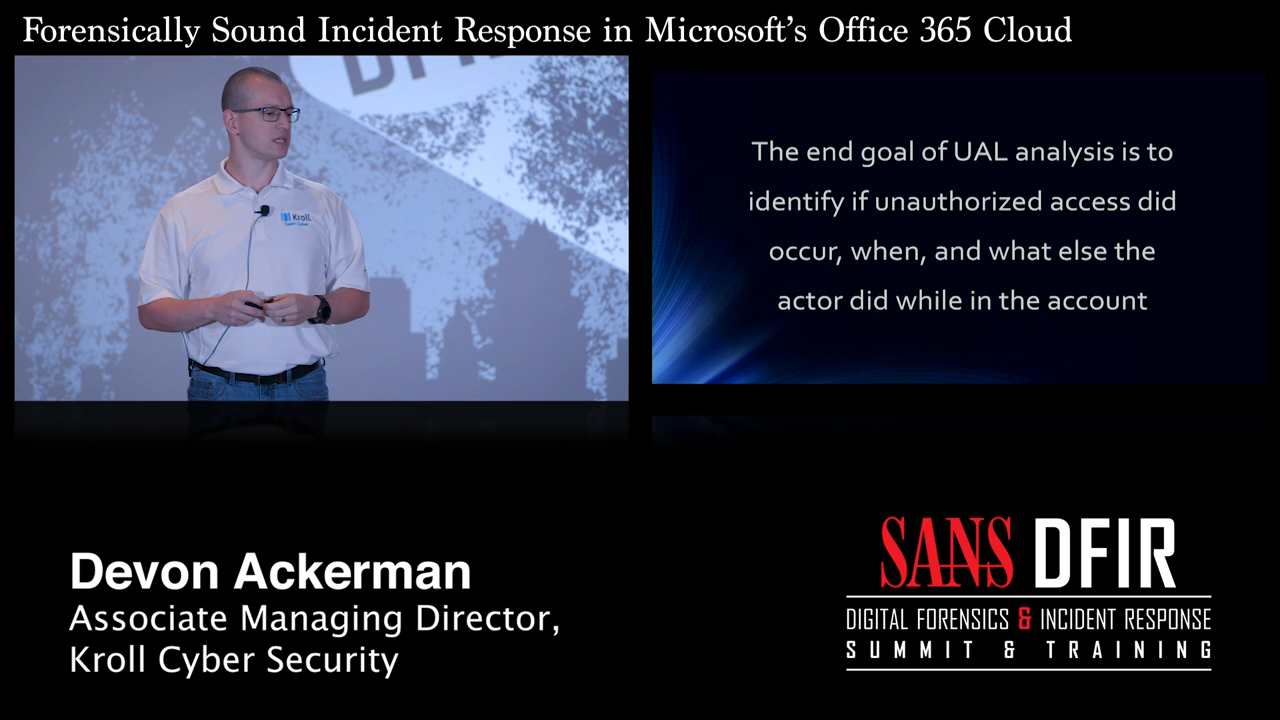 Forensically Sound Incident Response in Microsoft's Office 365 Cloud
DFI
Kroll
The end goal of UAL analysis is to
identify if unauthorized access did
occur, when, and what else the
actor did while in the account
Devon Ackerman
Associate Managing Director,
Kroll Cyber Security
SANS DFIR
DIGITAL FORENSICS & INCIDENT RESPONSE
SUMMIT & TRAINING